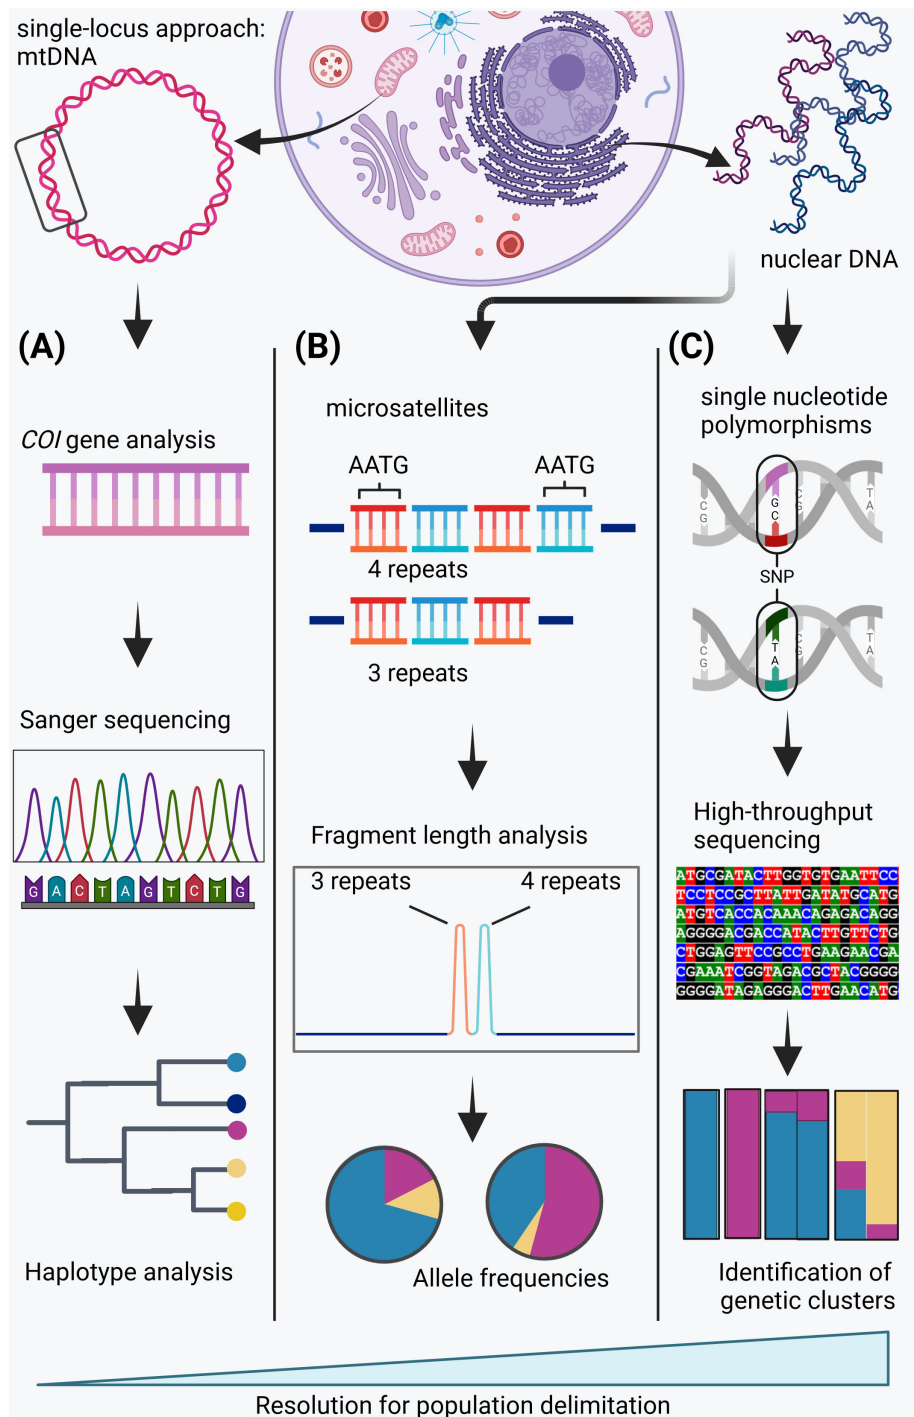 single-locus approach:
mtDNA
nuclear DNA
(A)
COI gene analysis
Sanger sequencing
G A C T A G T C T G
Haplotype analysis
(B)
microsatellites
AATG AATG
4 repeats
3 repeats
Fragment length analysis
3 repeats 4 repeats
Allele frequencies
(C)
single nucleotide
polymorphisms
C G G C C G T A
SNP
C G T A C G T A
High-throughput
sequencing
ATGCGATACTTGGTGTGAATTCC
TCCTCCGCTTATTGATATGCATG
ATGTCACCACAAACAGAGACAGG
AGGGGACGACCATACTTGTTCTG
CTGGAGTTCCGCCTGAAGAACGA
CGAAATCGGTAGACGCTACGGGG
GGGGATAGAGGGACTTGAACATG
Identification of
genetic clusters
Resolution for population delimitation